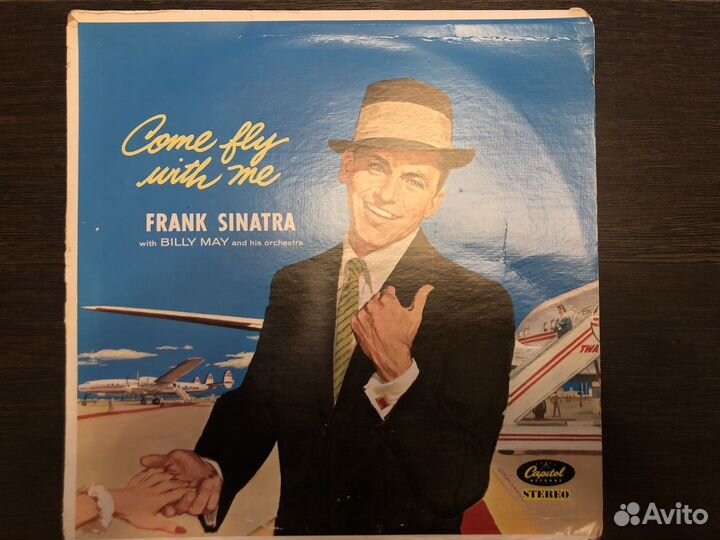 Come fly
with me
FRANK SINATRA
with BILLY MAY and his orchestra
TWA
Capitol
RECORDS
STEREO
Avito